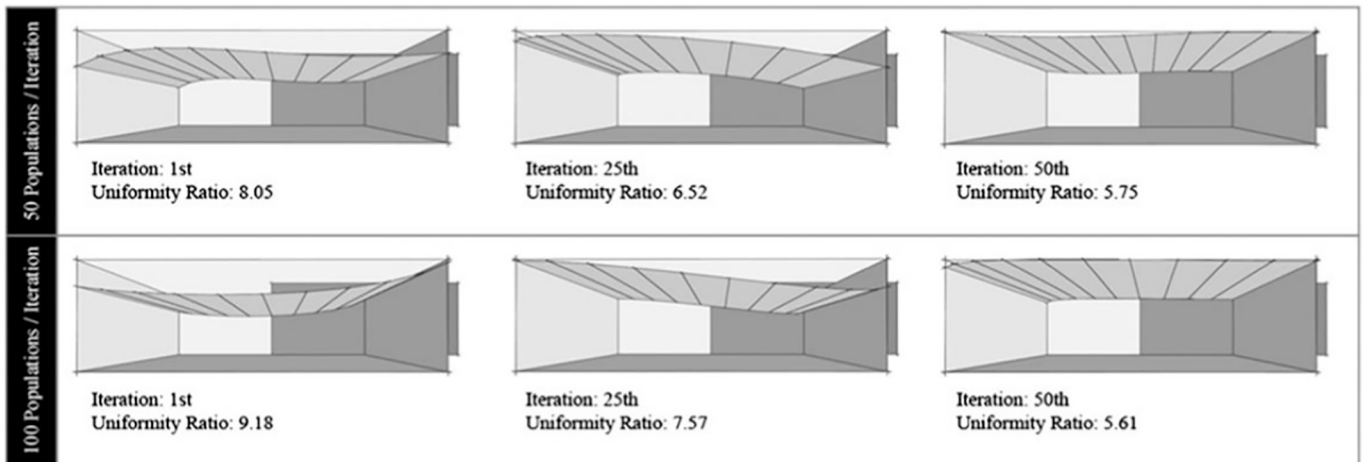 50 Populations / Iteration
Iteration: 1st
Uniformity Ratio: 8.05
Iteration: 25th
Uniformity Ratio: 6.52
Iteration: 50th
Uniformity Ratio: 5.75
100 Populations / Iteration
Iteration: 1st
Uniformity Ratio: 9.18
Iteration: 25th
Uniformity Ratio: 7.57
Iteration: 50th
Uniformity Ratio: 5.61